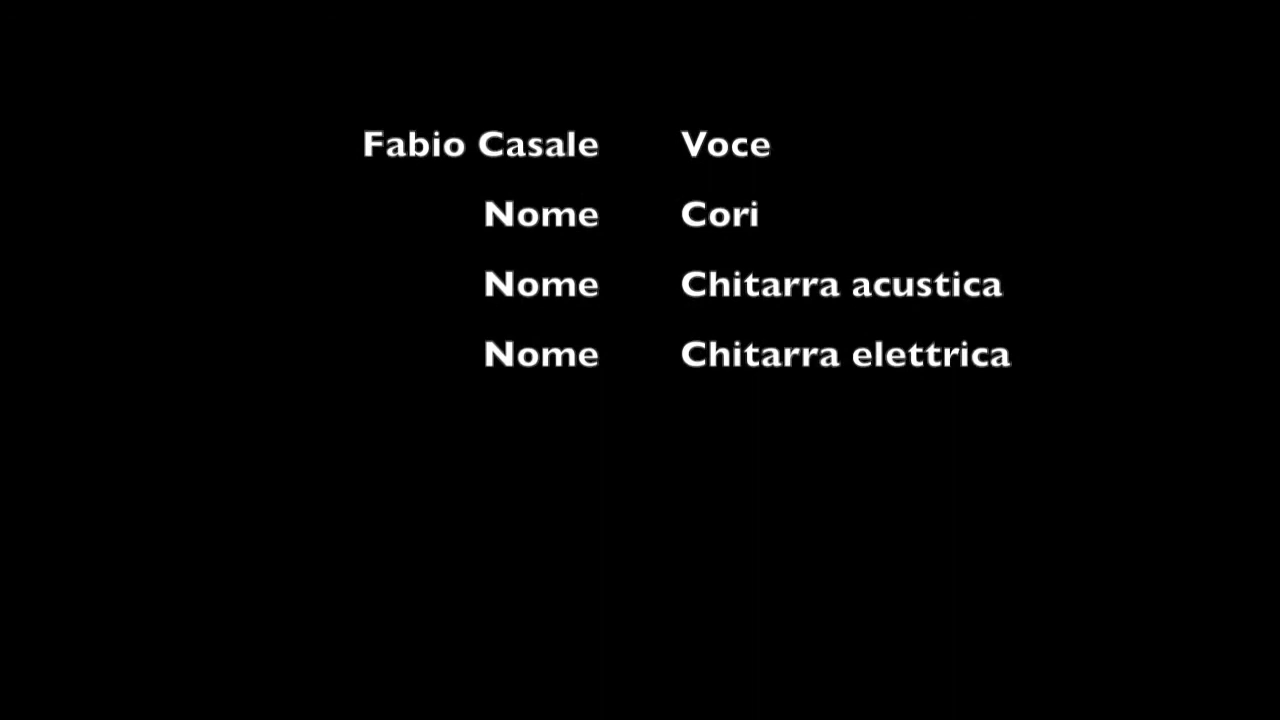 Fabio Casale Voce
Nome Cori
Nome Chitarra acustica
Nome Chitarra elettrica